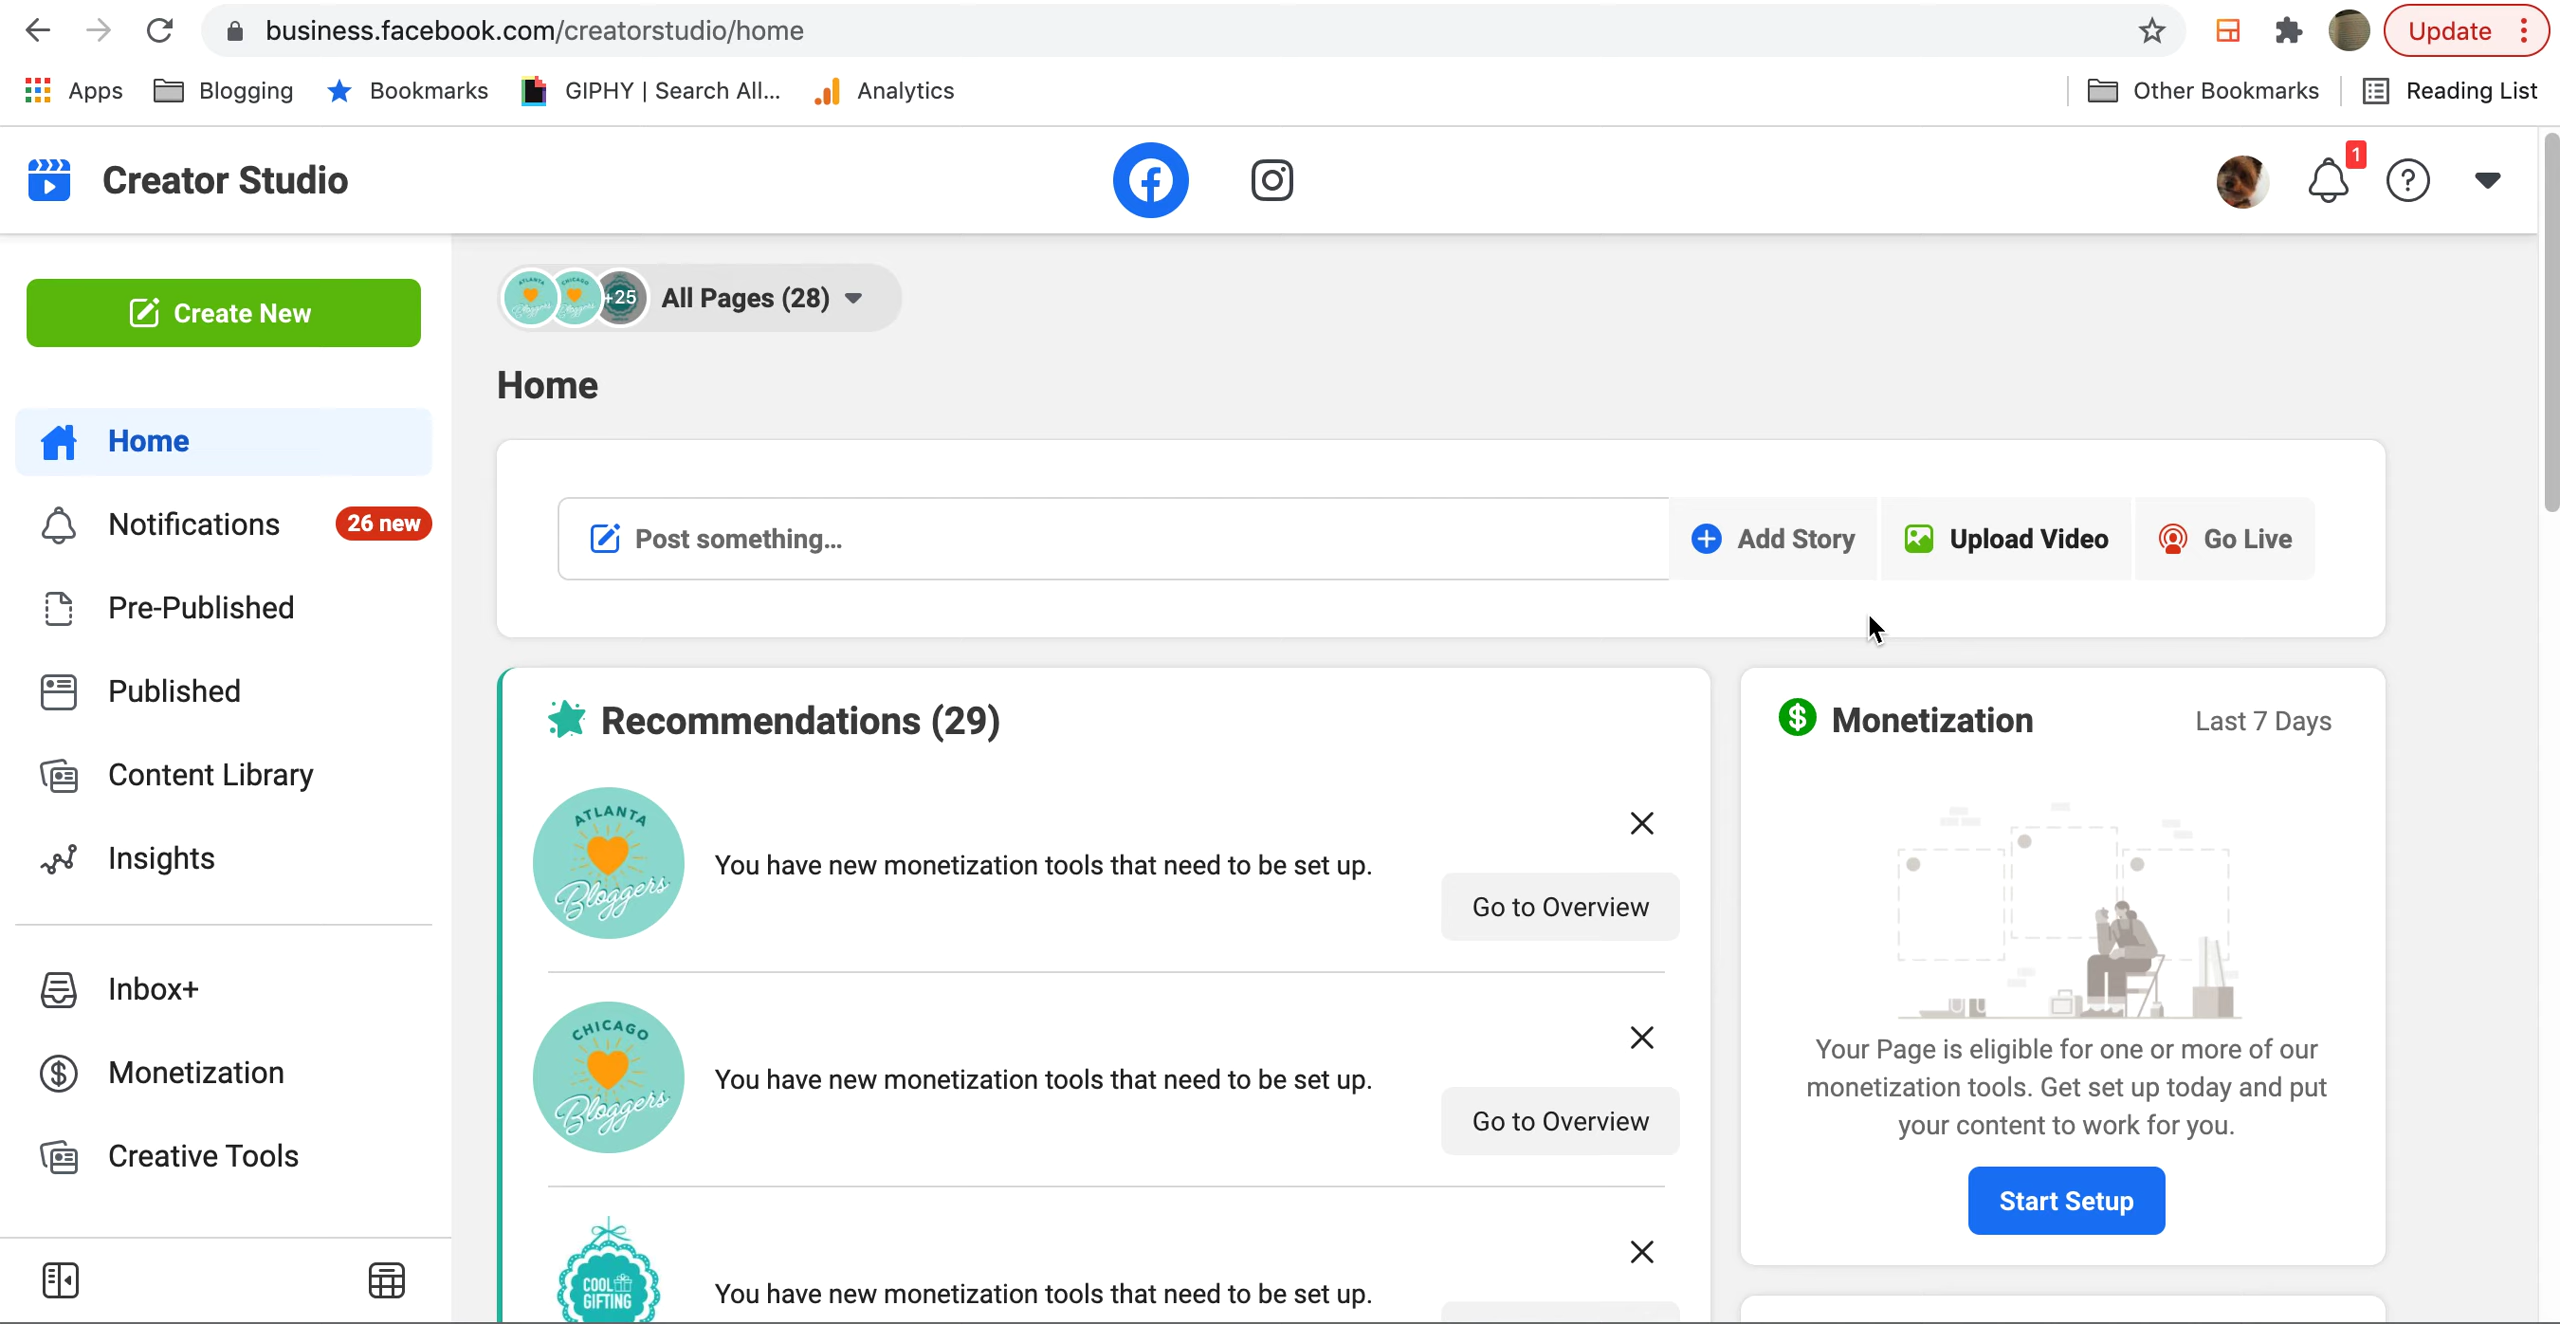 business.facebook.com/creatorstudio/home
Update
Apps
Blogging
Bookmarks
GIPHY | Search All...
Analytics
Other Bookmarks
Reading List
Creator Studio
1
Create New
+25
All Pages (28)
Home
Home
Notifications
26 new
Pre-Published
Published
Content Library
Insights
Inbox+
Monetization
Creative Tools
Post something...
Add Story
Upload Video
Go Live
Recommendations (29)
ATLANTA
Bloggers
You have new monetization tools that need to be set up.
Go to Overview
CHICAGO
Bloggers
You have new monetization tools that need to be set up.
Go to Overview
COOL
GIFTING
You have new monetization tools that need to be set up.
Monetization
Last 7 Days
Your Page is eligible for one or more of our
monetization tools. Get set up today and put
your content to work for you.
Start Setup